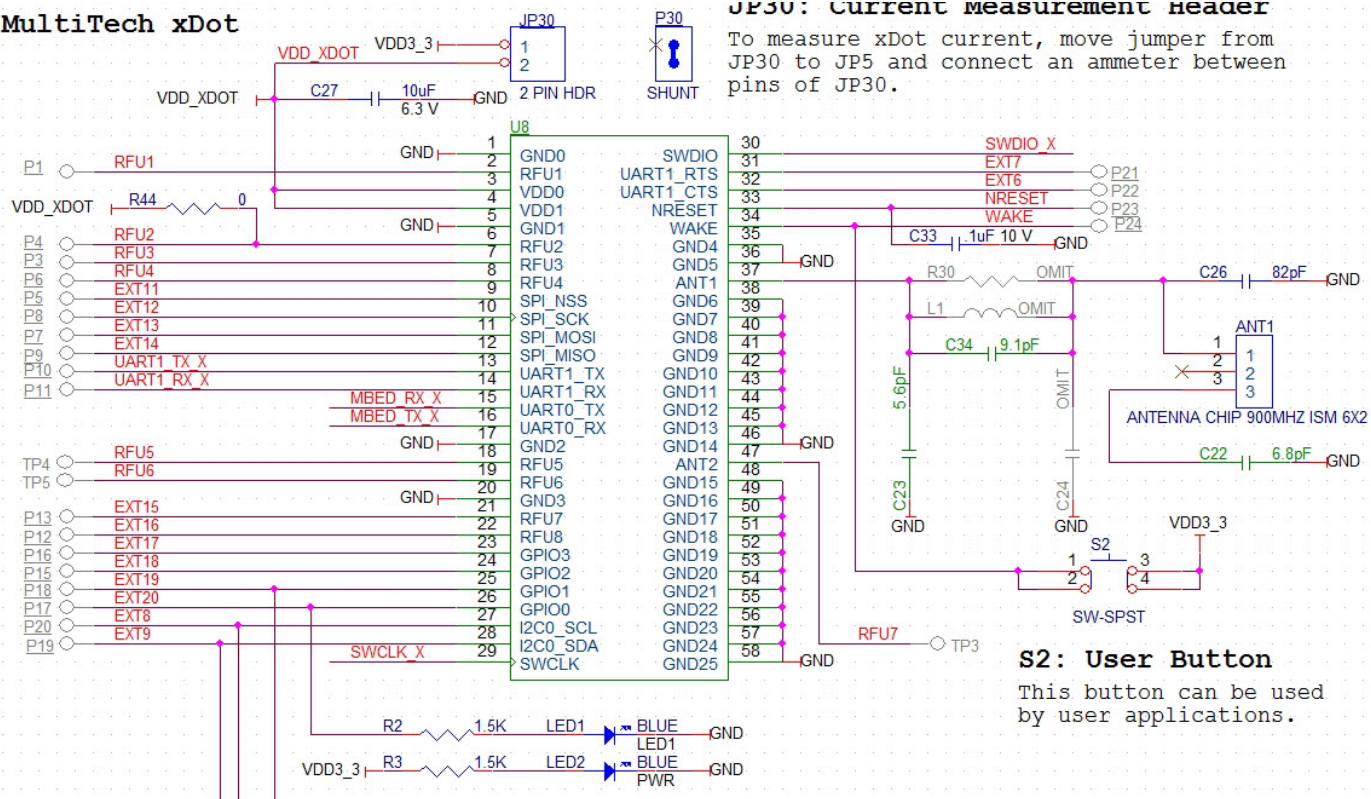 MultiTech xDot
JP30: Current Measurement Header
To measure xDot current, move jumper from
JP30 to JP5 and connect an ammeter between
pins of JP30.
JP30
VDD3_3
1
2
VDD_XDOT
2 PIN HDR
P30
SHUNT
VDD_XDOT
C27
10uF
6.3 V
GND
U8
GND 1 GND0
P1 RFU1 2 RFU1
3 VDD0
VDD_XDOT R44 0
4 VDD1
GND 5 GND1
P4 RFU2 6 RFU2
P3 RFU3 7 RFU3
P6 RFU4 8 RFU4
P5 EXT11 9 SPI_NSS
P8 EXT12 10 SPI_SCK
P7 EXT13 11 SPI_MOSI
P9 EXT14 12 SPI_MISO
P10 UART1_TX_X 13 UART1_TX
P11 UART1_RX_X 14 UART1_RX
MBED_RX_X 15 UART0_TX
MBED_TX_X 16 UART0_RX
GND 17 GND2
TP4 RFU5 18 RFU5
TP5 RFU6 19 RFU6
GND 20 GND3
P13 EXT15 21 RFU7
P12 EXT16 22 RFU8
P16 EXT17 23 GPIO3
P15 EXT18 24 GPIO2
P18 EXT19 25 GPIO1
P17 EXT20 26 GPIO0
P20 EXT8 27 I2C0_SCL
P19 EXT9 28 I2C0_SDA
SWCLK_X 29 SWCLK
SWDIO 30 SWDIO_X
UART1_RTS 31 EXT7 P21
UART1_CTS 32 EXT6 P22
NRESET 33 NRESET P23
WAKE 34 WAKE P24
GND4 35
GND5 36 GND
ANT1 37
GND6 38
GND7 39
GND8 40
GND9 41
GND10 42
GND11 43
GND12 44
GND13 45
GND14 46 GND
ANT2 47
GND15 48
GND16 49
GND17 50
GND18 51
GND19 52
GND20 53
GND21 54
GND22 55
GND23 56
GND24 57
GND25 58 GND
C33 .1uF 10 V GND
R30 OMIT
L1 OMIT
C34 9.1pF
5.6pF
C23
GND
OMIT
C24
GND
C26 82pF GND
ANT1
1 1
2 2
3 3
ANTENNA CHIP 900MHZ ISM 6X2
C22 6.8pF GND
VDD3_3
S2
1 3
2 4
SW-SPST
RFU7 TP3
S2: User Button
This button can be used
by user applications.
R2 1.5K LED1 BLUE GND
LED1
VDD3_3 R3 1.5K LED2 BLUE GND
PWR